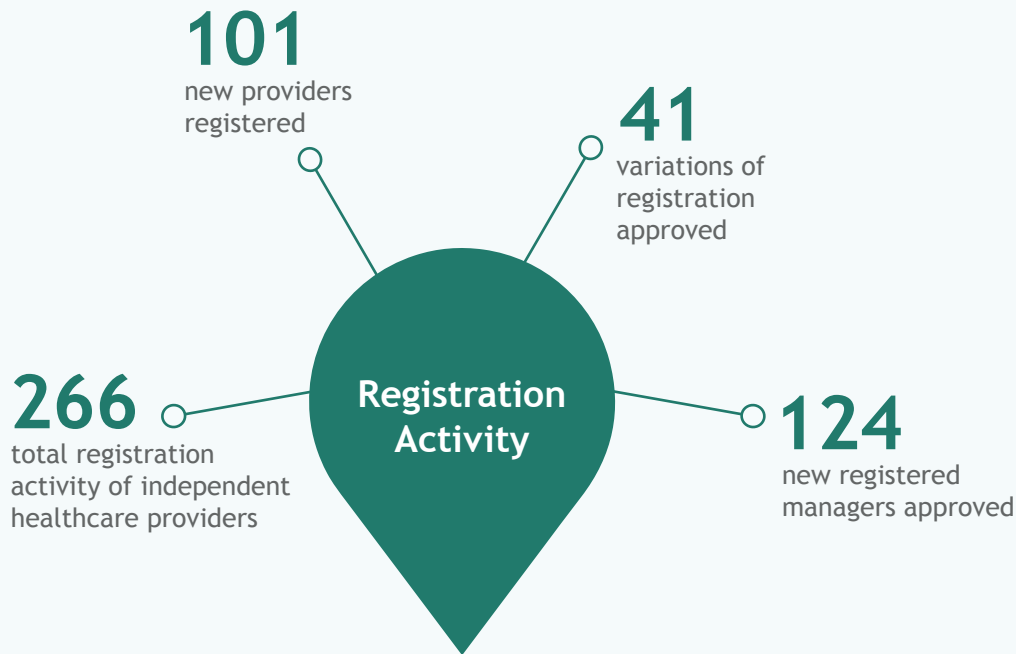 101
new providers
registered
41
variations of
registration
approved
266
total registration
activity of independent
healthcare providers
Registration
Activity
124
new registered
managers approved